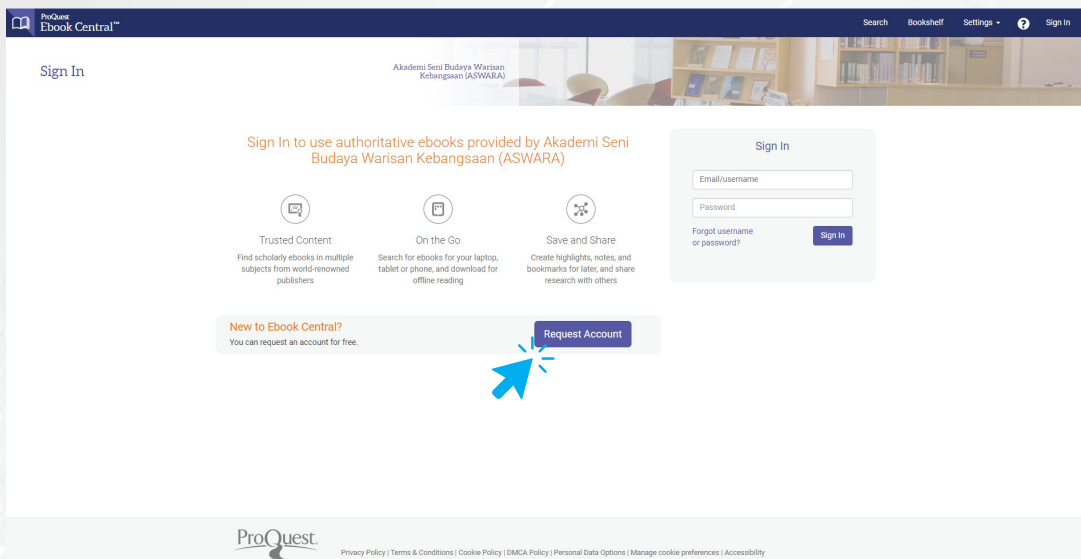 ProQuest
Ebook Central™
Search Bookshelf Settings ? Sign In
Sign In
Akademi Seni Budaya Warisan
Kebangsaan (ASWARA)
Sign In to use authoritative ebooks provided by Akademi Seni
Budaya Warisan Kebangsaan (ASWARA)
Trusted Content
Find scholarly ebooks in multiple
subjects from world-renowned
publishers
On the Go
Search for ebooks for your laptop,
tablet or phone, and download for
offline reading
Save and Share
Create highlights, notes, and
bookmarks for later, and share
research with others
Sign In
Email/username
Password
Forgot username
or password?
Sign In
New to Ebook Central?
You can request an account for free.
Request Account
ProQuest
Privacy Policy | Terms & Conditions | Cookie Policy | DMCA Policy | Personal Data Options | Manage cookie preferences | Accessibility